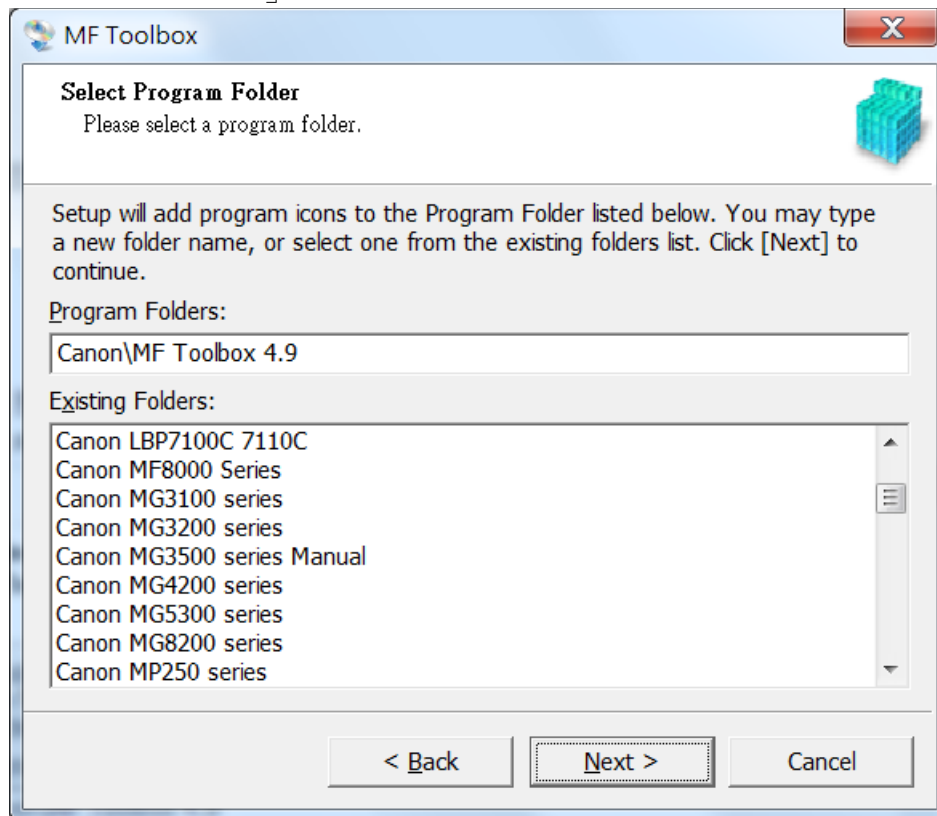 MF Toolbox
Select Program Folder
Please select a program folder.
Setup will add program icons to the Program Folder listed below. You may type
a new folder name, or select one from the existing folders list. Click [Next] to
continue.
Program Folders:
Canon\MF Toolbox 4.9
Existing Folders:
Canon LBP7100C 7110C
Canon MF8000 Series
Canon MG3100 series
Canon MG3200 series
Canon MG3500 series Manual
Canon MG4200 series
Canon MG5300 series
Canon MG8200 series
Canon MP250 series
< Back Next > Cancel